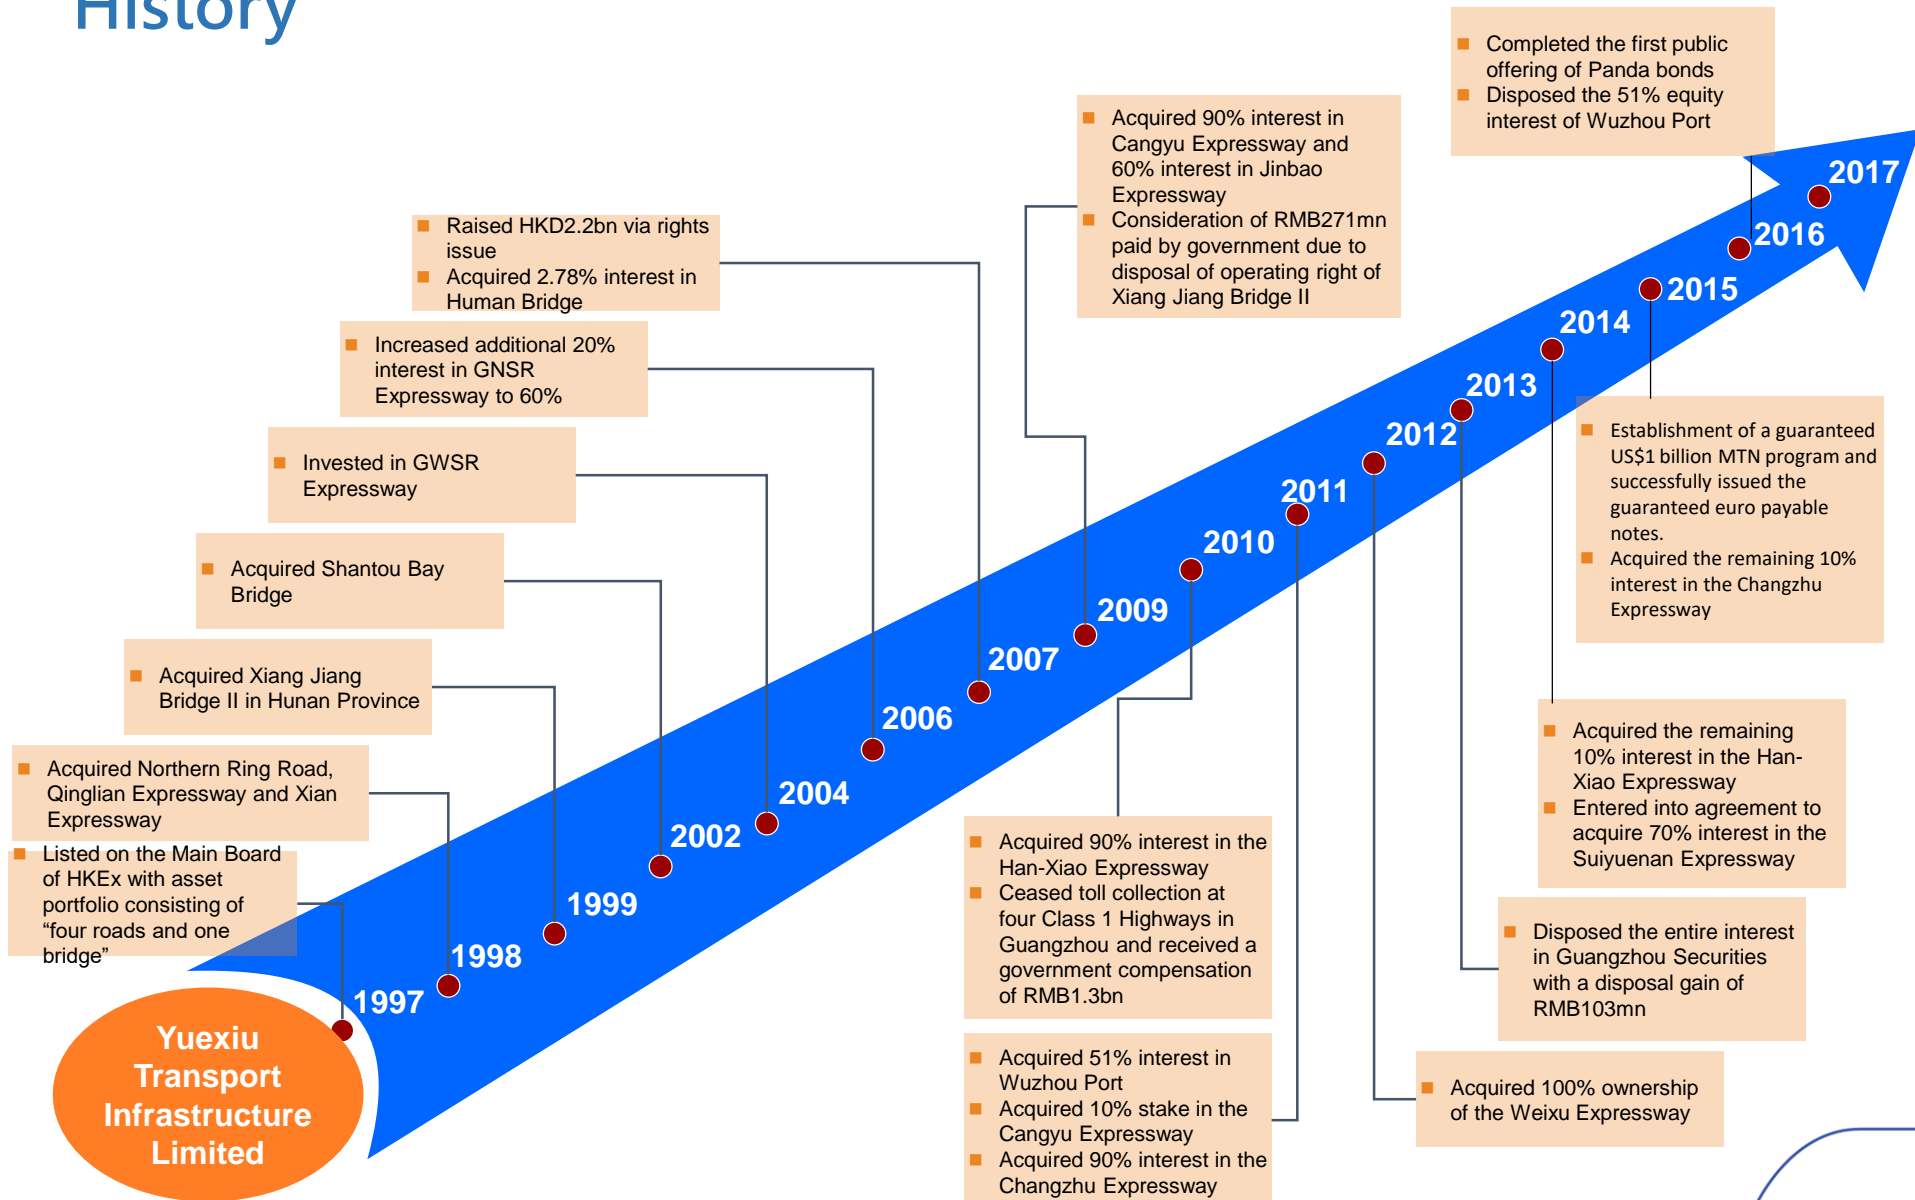 History
Completed the first public
offering of Panda bonds
Disposed the 51% equity
interest of Wuzhou Port
Acquired 90% interest in
Cangyu Expressway and
60% interest in Jinbao
Expressway
Consideration of RMB271mn
paid by government due to
disposal of operating right of
Xiang Jiang Bridge II
Raised HKD2.2bn via rights
issue
Acquired 2.78% interest in
Human Bridge
Increased additional 20%
interest in GNSR
Expressway to 60%
Invested in GWSR
Expressway
Acquired Shantou Bay
Bridge
Acquired Xiang Jiang
Bridge II in Hunan Province
Acquired Northern Ring Road,
Qinglian Expressway and Xian
Expressway
Listed on the Main Board
of HKEx with asset
portfolio consisting of
“four roads and one
bridge”
2017
2016
2015
2014
2013
2012
2011
2010
2009
2007
2006
2004
2002
1999
1998
1997
Establishment of a guaranteed
US$1 billion MTN program and
successfully issued the
guaranteed euro payable
notes.
Acquired the remaining 10%
interest in the Changzhu
Expressway
Acquired the remaining
10% interest in the Han-
Xiao Expressway
Entered into agreement to
acquire 70% interest in the
Suiyuenan Expressway
Disposed the entire interest
in Guangzhou Securities
with a disposal gain of
RMB103mn
Acquired 100% ownership
of the Weixu Expressway
Acquired 90% interest in the
Han-Xiao Expressway
Ceased toll collection at
four Class 1 Highways in
Guangzhou and received a
government compensation
of RMB1.3bn
Acquired 51% interest in
Wuzhou Port
Acquired 10% stake in the
Cangyu Expressway
Acquired 90% interest in the
Changzhu Expressway
Yuexiu
Transport
Infrastructure
Limited